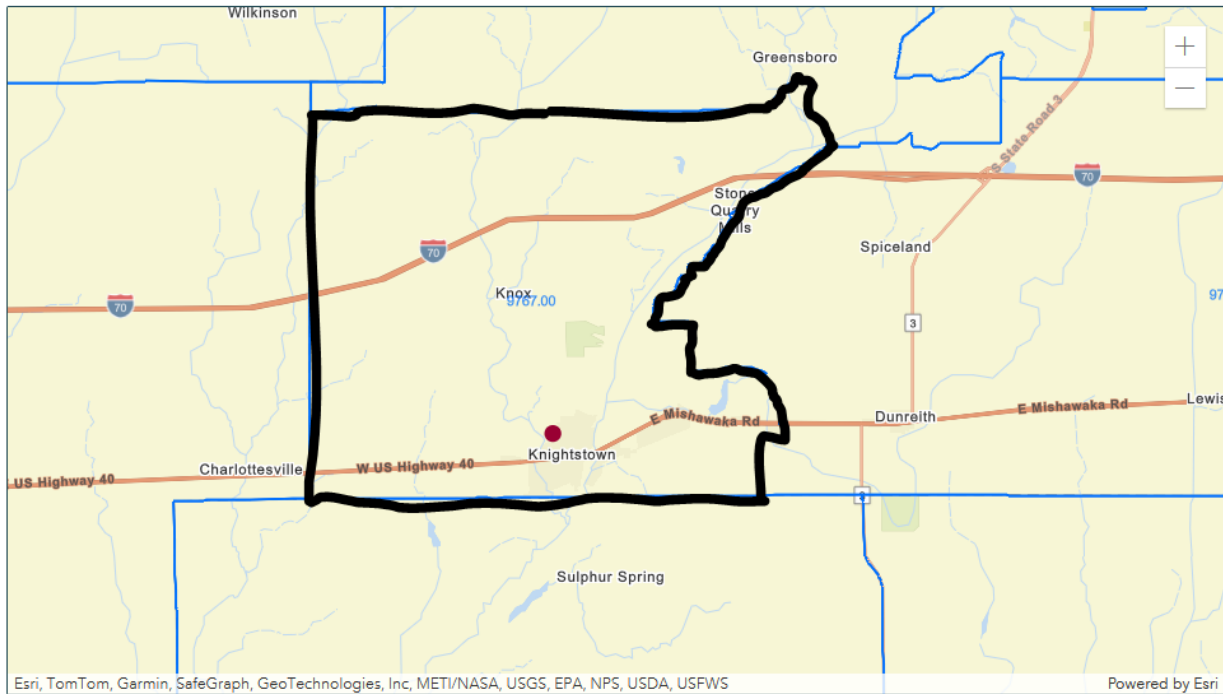 Wilkinson
Greensboro
+
−
S State Road 3
70
Stone
Quarry
Mills
Spiceland
70
Knox
9767.00
97
70
3
E Mishawaka Rd
Dunreith
E Mishawaka Rd
Lewis
Knightstown
Charlottesville
W US Highway 40
US Highway 40
3
Sulphur Spring
Esri, TomTom, Garmin, SafeGraph, GeoTechnologies, Inc, METI/NASA, USGS, EPA, NPS, USDA, USFWS
Powered by Esri